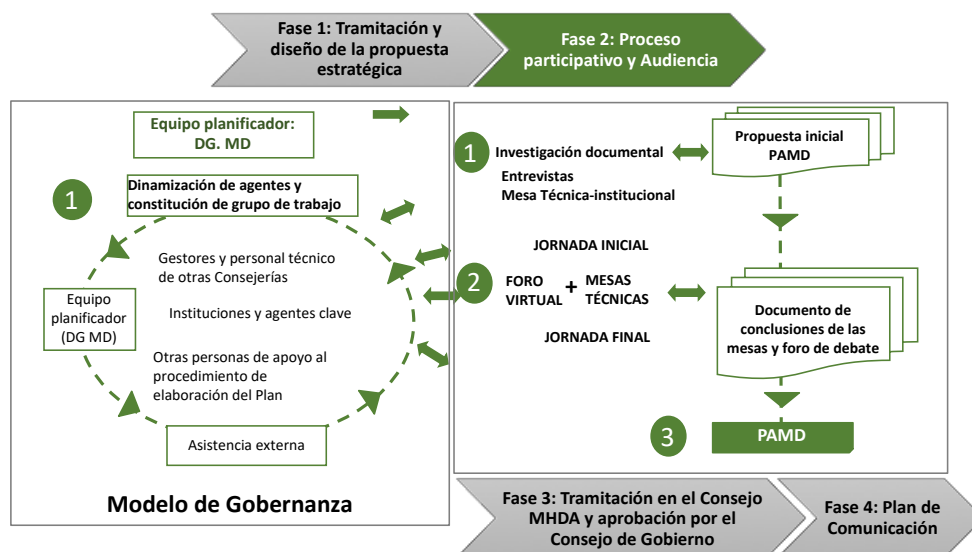 Fase 1: Tramitación y
diseño de la propuesta
estratégica
Fase 2: Proceso
participativo y Audiencia
Equipo planificador:
DG. MD
1
Dinamización de agentes y
constitución de grupo de trabajo
Gestores y personal técnico
de otras Consejerías
Equipo
planificador
(DG MD)
Instituciones y agentes clave
Otras personas de apoyo al
procedimiento de
elaboración del Plan
Asistencia externa
Modelo de Gobernanza
1
Investigación documental
Entrevistas
Mesa Técnica-institucional
Propuesta inicial
PAMD
JORNADA INICIAL
2
FORO
VIRTUAL
+
MESAS
TÉCNICAS
JORNADA FINAL
Documento de
conclusiones de las
mesas y foro de debate
3
PAMD
Fase 3: Tramitación en el Consejo
MHDA y aprobación por el
Consejo de Gobierno
Fase 4: Plan de
Comunicación